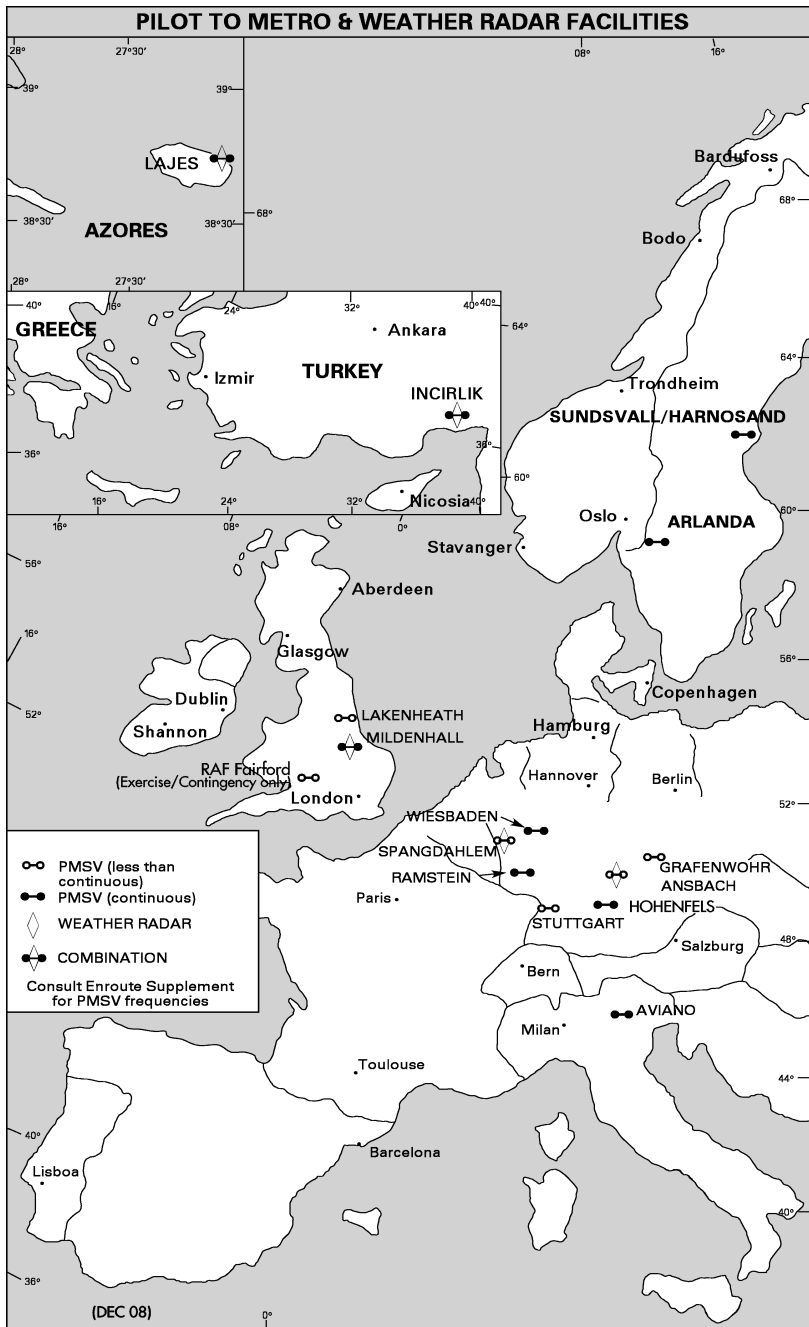 PILOT TO METRO & WEATHER RADAR FACILITIES
28° 27°30′ 08° 16°
39° 39°
LAJES
Bardufoss
38°30′ 38°30′ 68° 68°
AZORES
Bodo
28° 27°30′
40° 16° 24° 32° 40° 40°
GREECE
Ankara
64°
TURKEY
Izmir
64°
INCIRLIK
Trondheim
SUNDSVALL/HARNOSAND
36° 36°
60°
Nicosia
16° 24° 32° 40°
16° 08° 0°
Oslo
60°
ARLANDA
Stavanger
56°
Aberdeen
16°
Glasgow
56°
Copenhagen
Dublin
52°
Shannon
LAKENHEATH
MILDENHALL
Hamburg
RAF Fairford
(Exercise/Contingency only)
London
Hannover
Berlin
52°
WIESBADEN
SPANGDAHLEM
RAMSTEIN
GRAFENWOHR
ANSBACH
Paris
HOHENFELS
STUTTGART
PMSV (less than
continuous)
PMSV (continuous)
WEATHER RADAR
COMBINATION
Consult Enroute Supplement
for PMSV frequencies
Salzburg
48°
Bern
AVIANO
Milan
Toulouse
44°
40°
Barcelona
Lisboa
40°
36°
(DEC 08)
0°